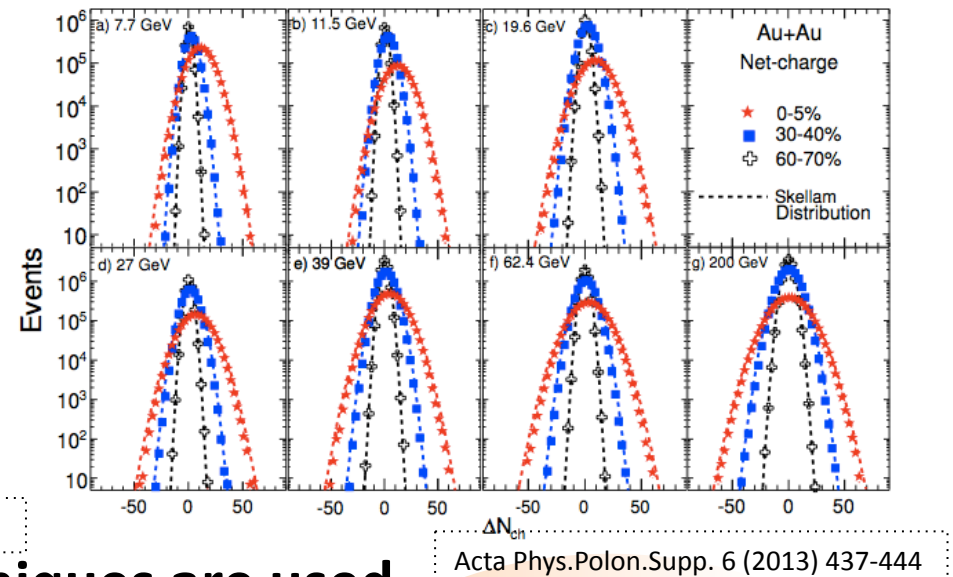 a) 7.7 GeV
b) 11.5 GeV
c) 19.6 GeV
Au+Au
Net-charge
0-5%
30-40%
60-70%
Skellam
Distribution
10⁶
10⁵
10⁴
10³
10²
10
d) 27 GeV
e) 39 GeV
f) 62.4 GeV
g) 200 GeV
Events
10⁶
10⁵
10⁴
10³
10²
10
-50 0 50 -50 0 50 -50 0 50 -50 0 50
ΔN_ch
Acta Phys.Polon.Supp. 6 (2013) 437-444
are used